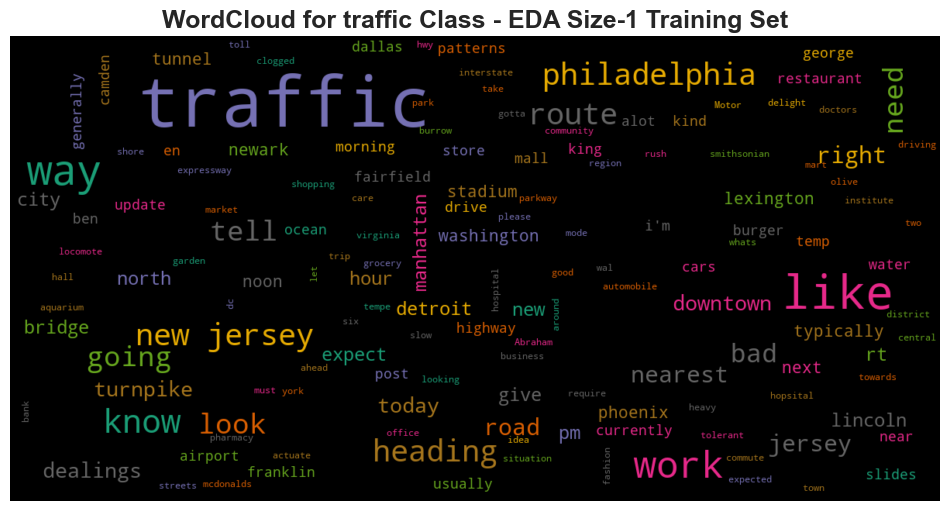 WordCloud for traffic Class - EDA Size-1 Training Set
toll
dallas
hwy
patterns
george
tunnel
clogged
camden
interstate
philadelphia
restaurant
generally
traffic
take
need
park
route
Motor
delight
doctors
gotta
alot
kind
burrow
community
driving
shore
en
newark
morning
store
mall
king
rush
smithsonian
right
region
mart
way
expressway
shopping
fairfield
stadium
olive
city
care
parkway
lexington
institute
update
market
manhattan
drive
ben
tell
ocean
virginia
washington
please
mode
i'm
burger
whats
temp
two
locomote
garden
trip
grocery
cars
water
hall
north
noon
let
hour
hospital
good
wal
automobile
like
aquarium
dc
tempe
detroit
new
around
downtown
district
bridge
new jersey
six
slow
highway
Abraham
typically
central
going
expect
business
bad
rt
ahead
post
looking
nearest
next
towards
turnpike
must
york
today
give
require
heavy
hopsital
bank
know
look
office
road
idea
pm
phoenix
currently
tolerant
lincoln
near
pharmacy
heading
situation
jersey
commute
dealings
airport
actuate
franklin
fashion
work
expected
slides
streets
mcdonalds
usually
town